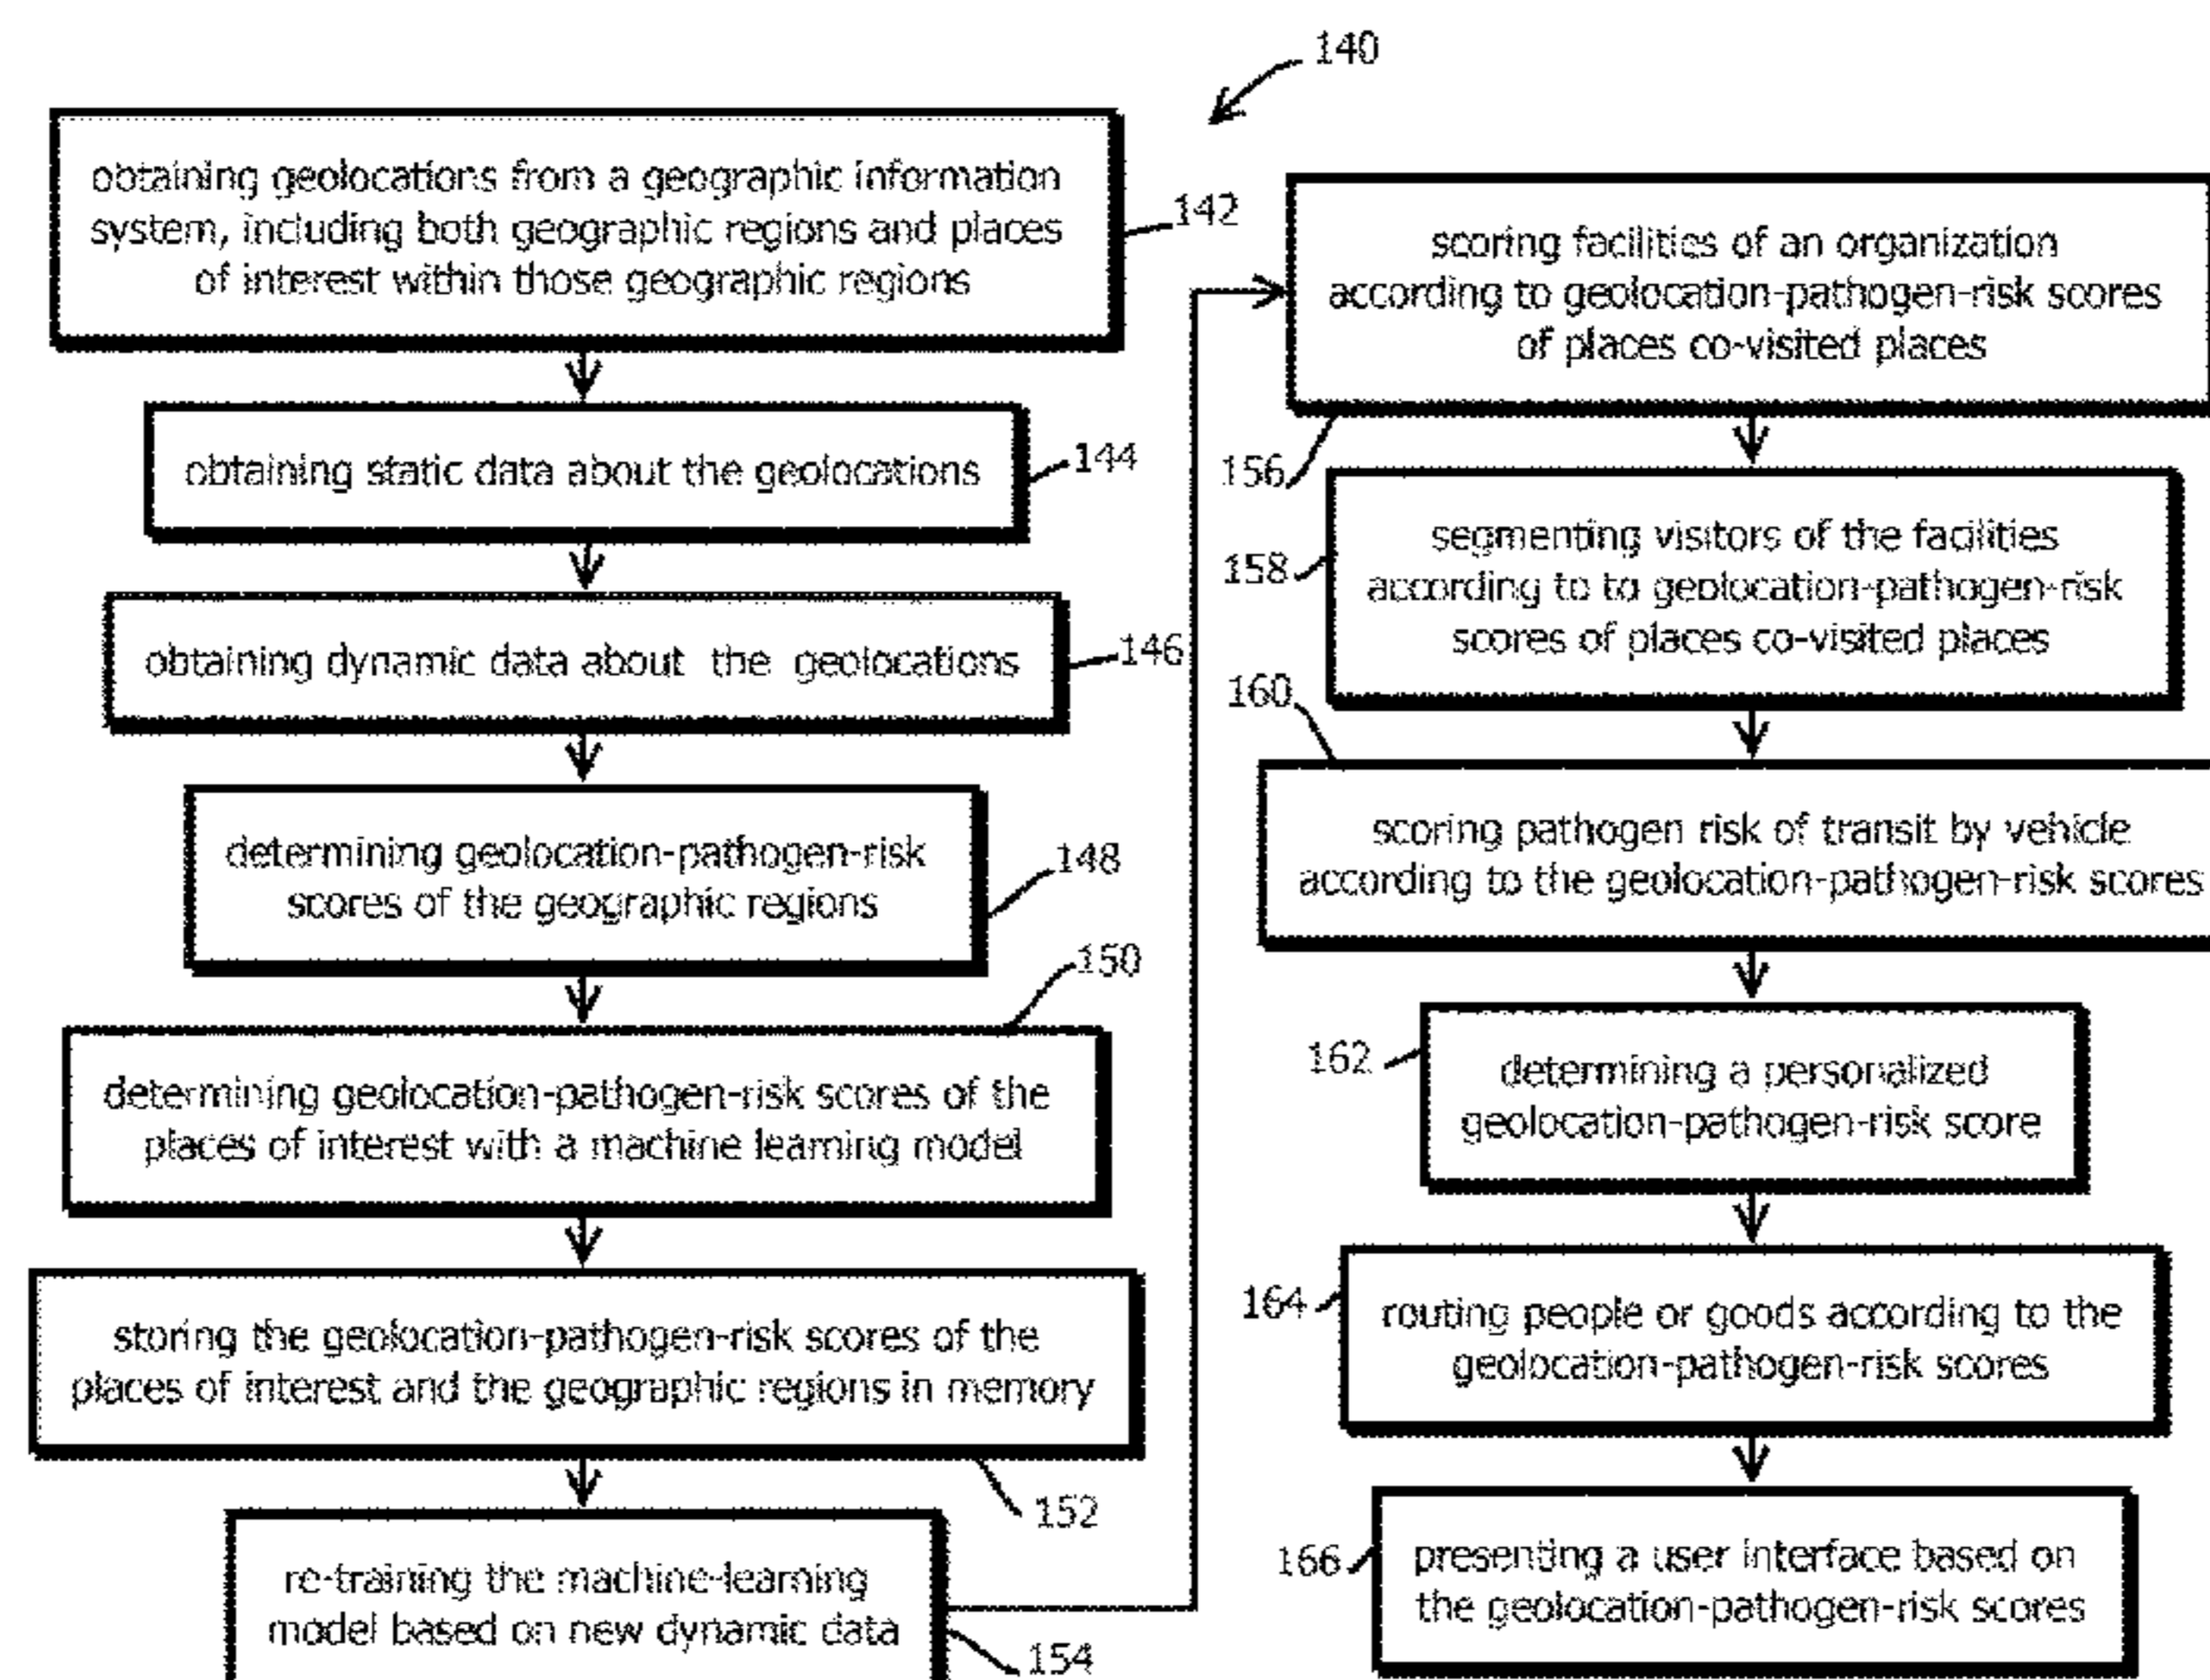 140
obtaining geolocations from a geographic information
system, including both geographic regions and places
of interest within those geographic regions
142
obtaining static data about the geolocations
144
obtaining dynamic data about the geolocations
146
determining geolocation-pathogen-risk
scores of the geographic regions
148
150
determining geolocation-pathogen-risk scores of the
places of interest with a machine learning model
storing the geolocation-pathogen-risk scores of the
places of interest and the geographic regions in memory
152
re-training the machine-learning
model based on new dynamic data
154
scoring facilities of an organization
according to geolocation-pathogen-risk scores
of places co-visited places
156
segmenting visitors of the facilities
according to to geolocation-pathogen-risk
scores of places co-visited places
158
160
scoring pathogen risk of transit by vehicle
according to the geolocation-pathogen-risk scores
162
determining a personalized
geolocation-pathogen-risk score
164
routing people or goods according to the
geolocation-pathogen-risk scores
166
presenting a user interface based on
the geolocation-pathogen-risk scores